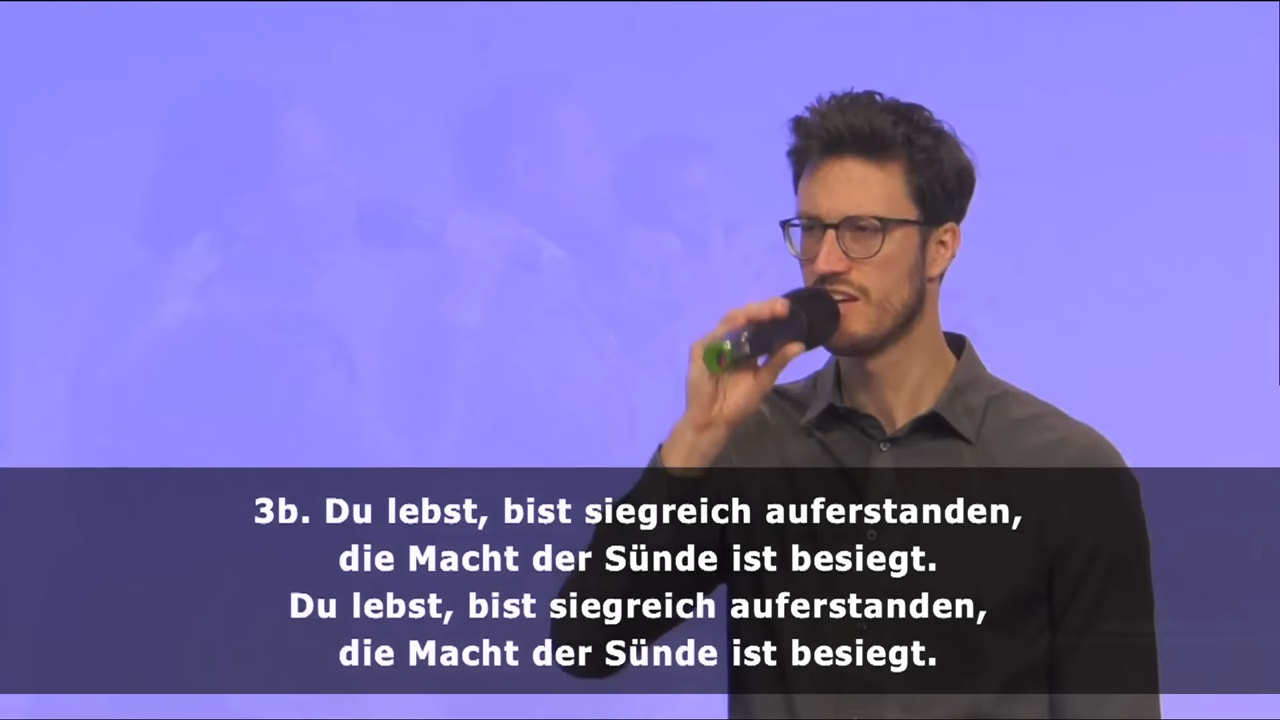 3b. Du lebst, bist siegreich auferstanden,
die Macht der Sünde ist besiegt.
Du lebst, bist siegreich auferstanden,
die Macht der Sünde ist besiegt.